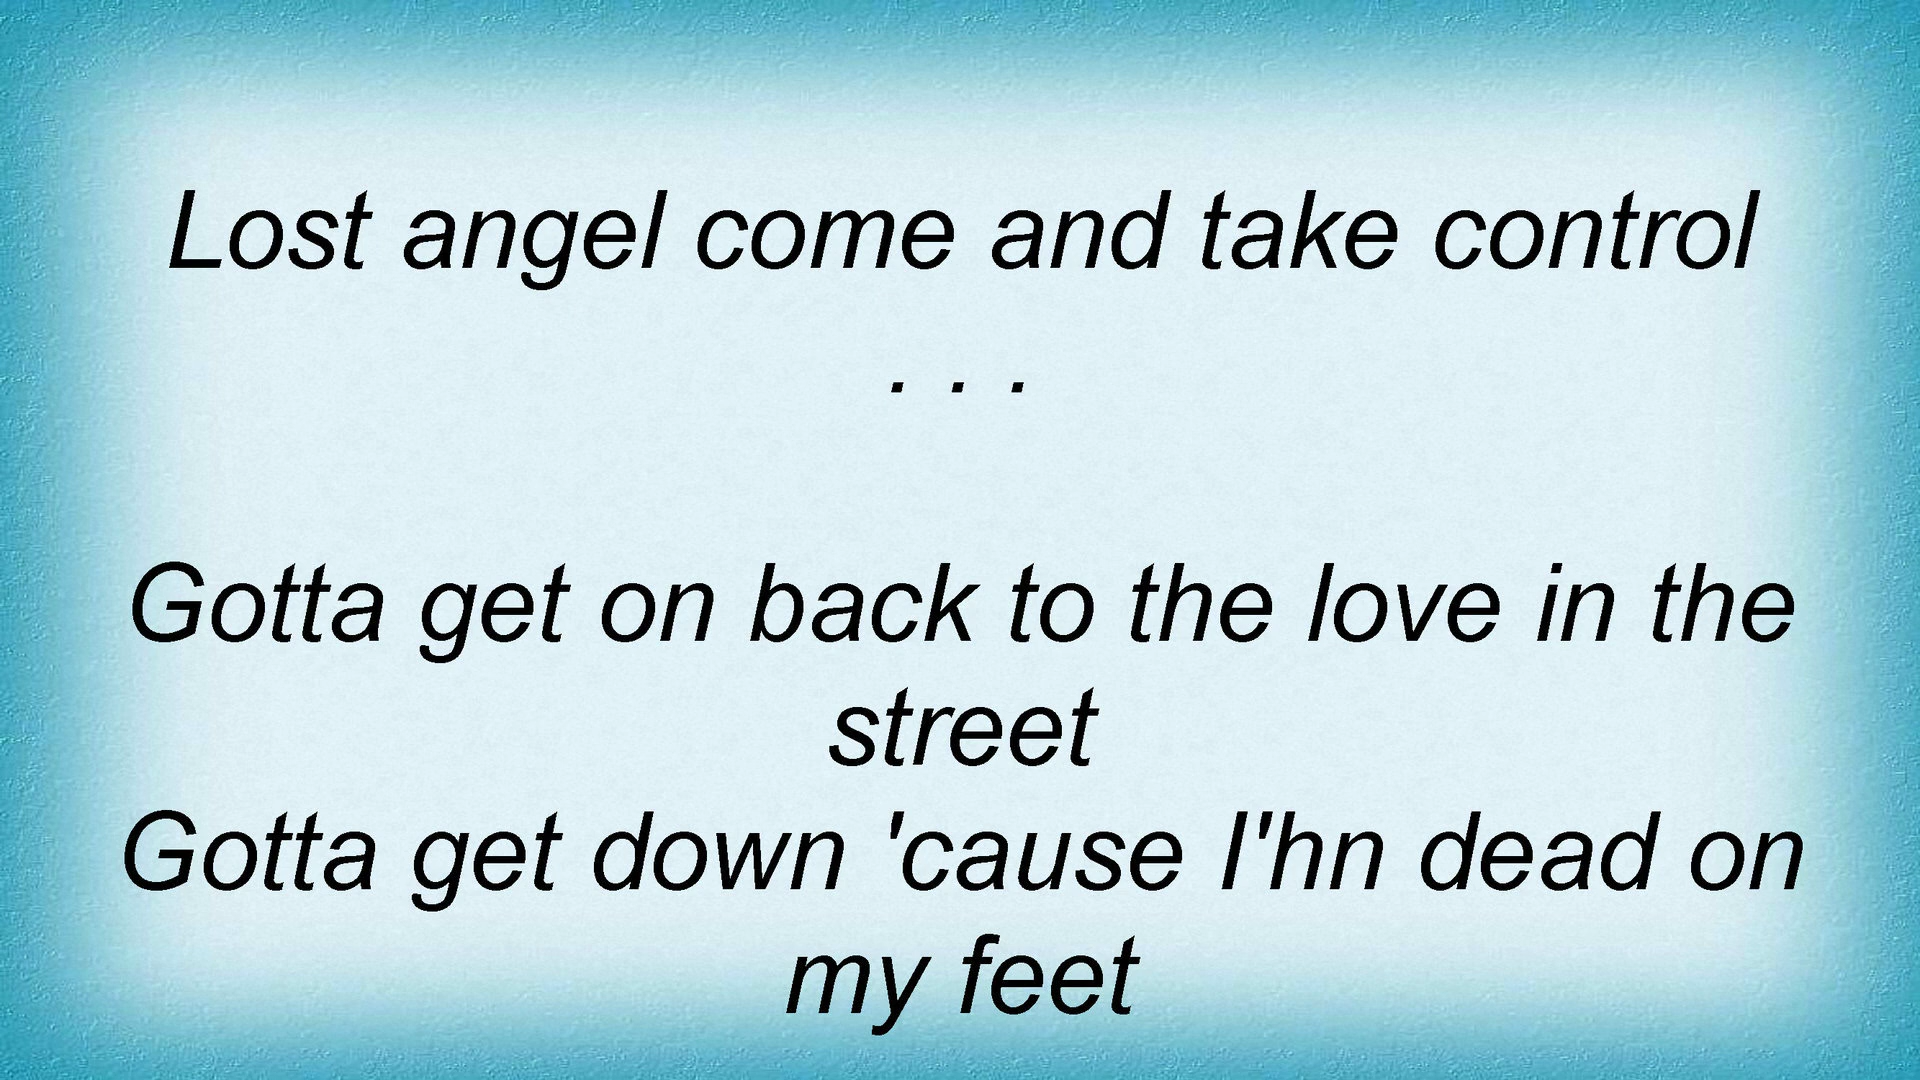 Lost angel come and take control
. . .
Gotta get on back to the love in the
street
Gotta get down 'cause I'hn dead on
my feet